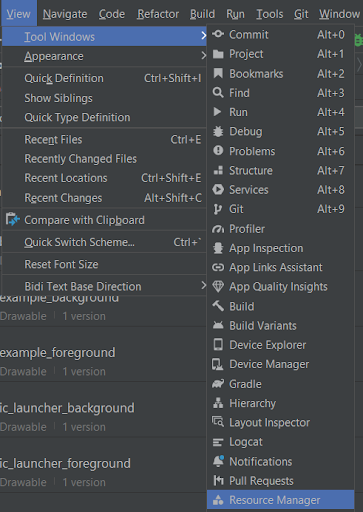 View Navigate Code Refactor Build Run Tools Git Window
Tool Windows
Appearance
Quick Definition Ctrl+Shift+I
Show Siblings
Quick Type Definition
Recent Files Ctrl+E
Recently Changed Files
Recent Locations Ctrl+Shift+E
Recent Changes Alt+Shift+C
Compare with Clipboard
Quick Switch Scheme... Ctrl+`
Reset Font Size
Bidi Text Base Direction
example_background
Drawable 1 version
example_foreground
Drawable 1 version
ic_launcher_background
Drawable 1 version
ic_launcher_foreground
Drawable 1 version
Commit Alt+0
Project Alt+1
Bookmarks Alt+2
Find Alt+3
Run Alt+4
Debug Alt+5
Problems Alt+6
Structure Alt+7
Services Alt+8
Git Alt+9
Profiler
App Inspection
App Links Assistant
App Quality Insights
Build
Build Variants
Device Explorer
Device Manager
Gradle
Hierarchy
Layout Inspector
Logcat
Notifications
Pull Requests
Resource Manager